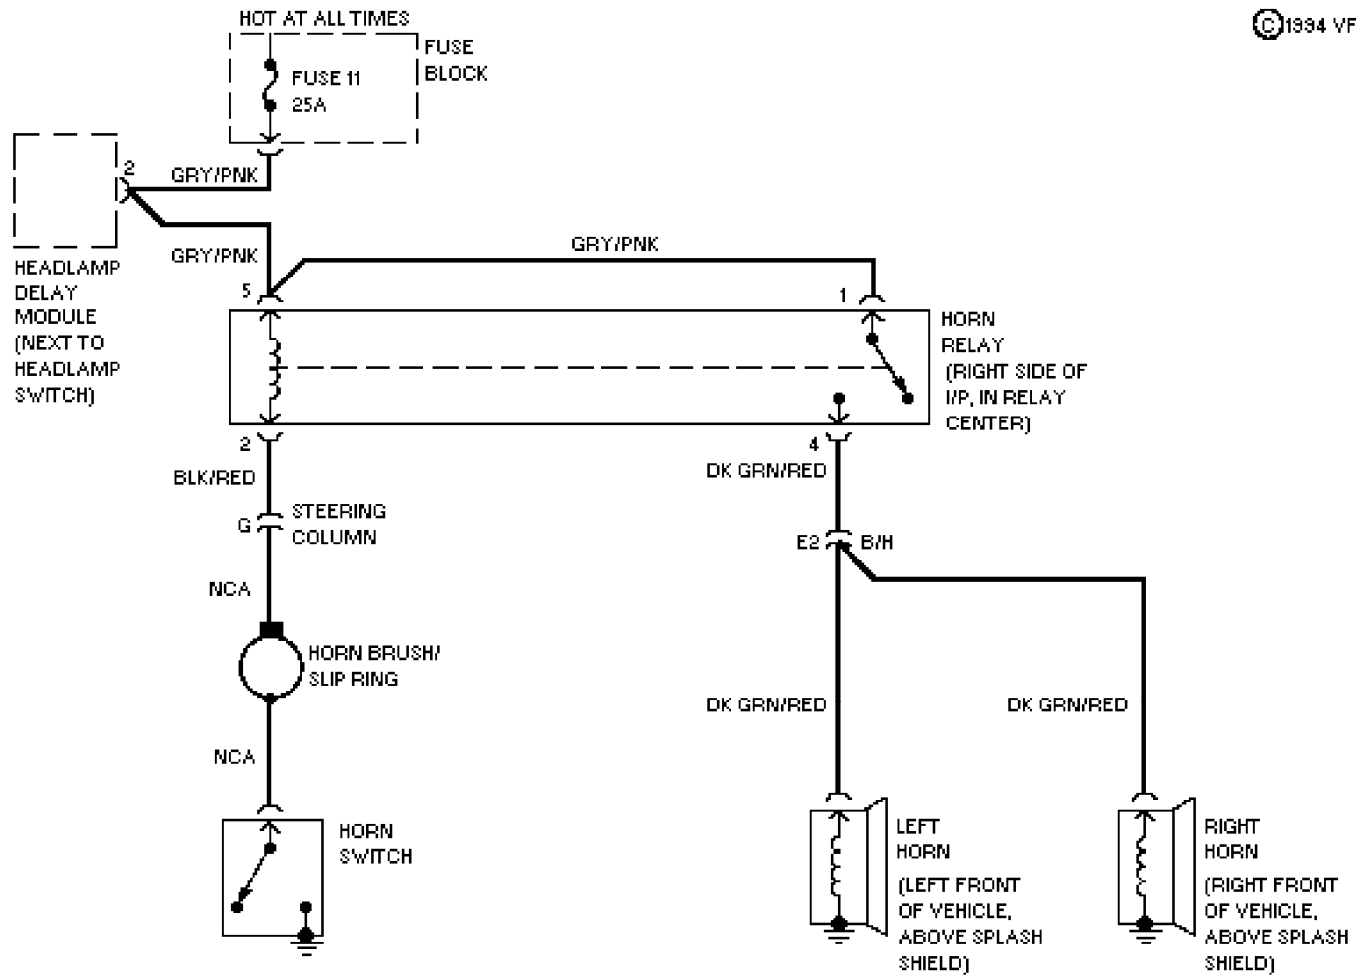 HOT AT ALL TIMES
© 1994 VF
FUSE
BLOCK
FUSE 11
25A
2
GRY/PNK
GRY/PNK
GRY/PNK
HEADLAMP
DELAY
MODULE
(NEXT TO
HEADLAMP
SWITCH)
5
1
HORN
RELAY
(RIGHT SIDE OF
I/P, IN RELAY
CENTER)
2
4
BLK/RED
DK GRN/RED
G
STEERING
COLUMN
E2
B/H
NCA
HORN BRUSH/
SLIP RING
DK GRN/RED
DK GRN/RED
NCA
HORN
SWITCH
LEFT
HORN
(LEFT FRONT
OF VEHICLE,
ABOVE SPLASH
SHIELD)
RIGHT
HORN
(RIGHT FRONT
OF VEHICLE,
ABOVE SPLASH
SHIELD)